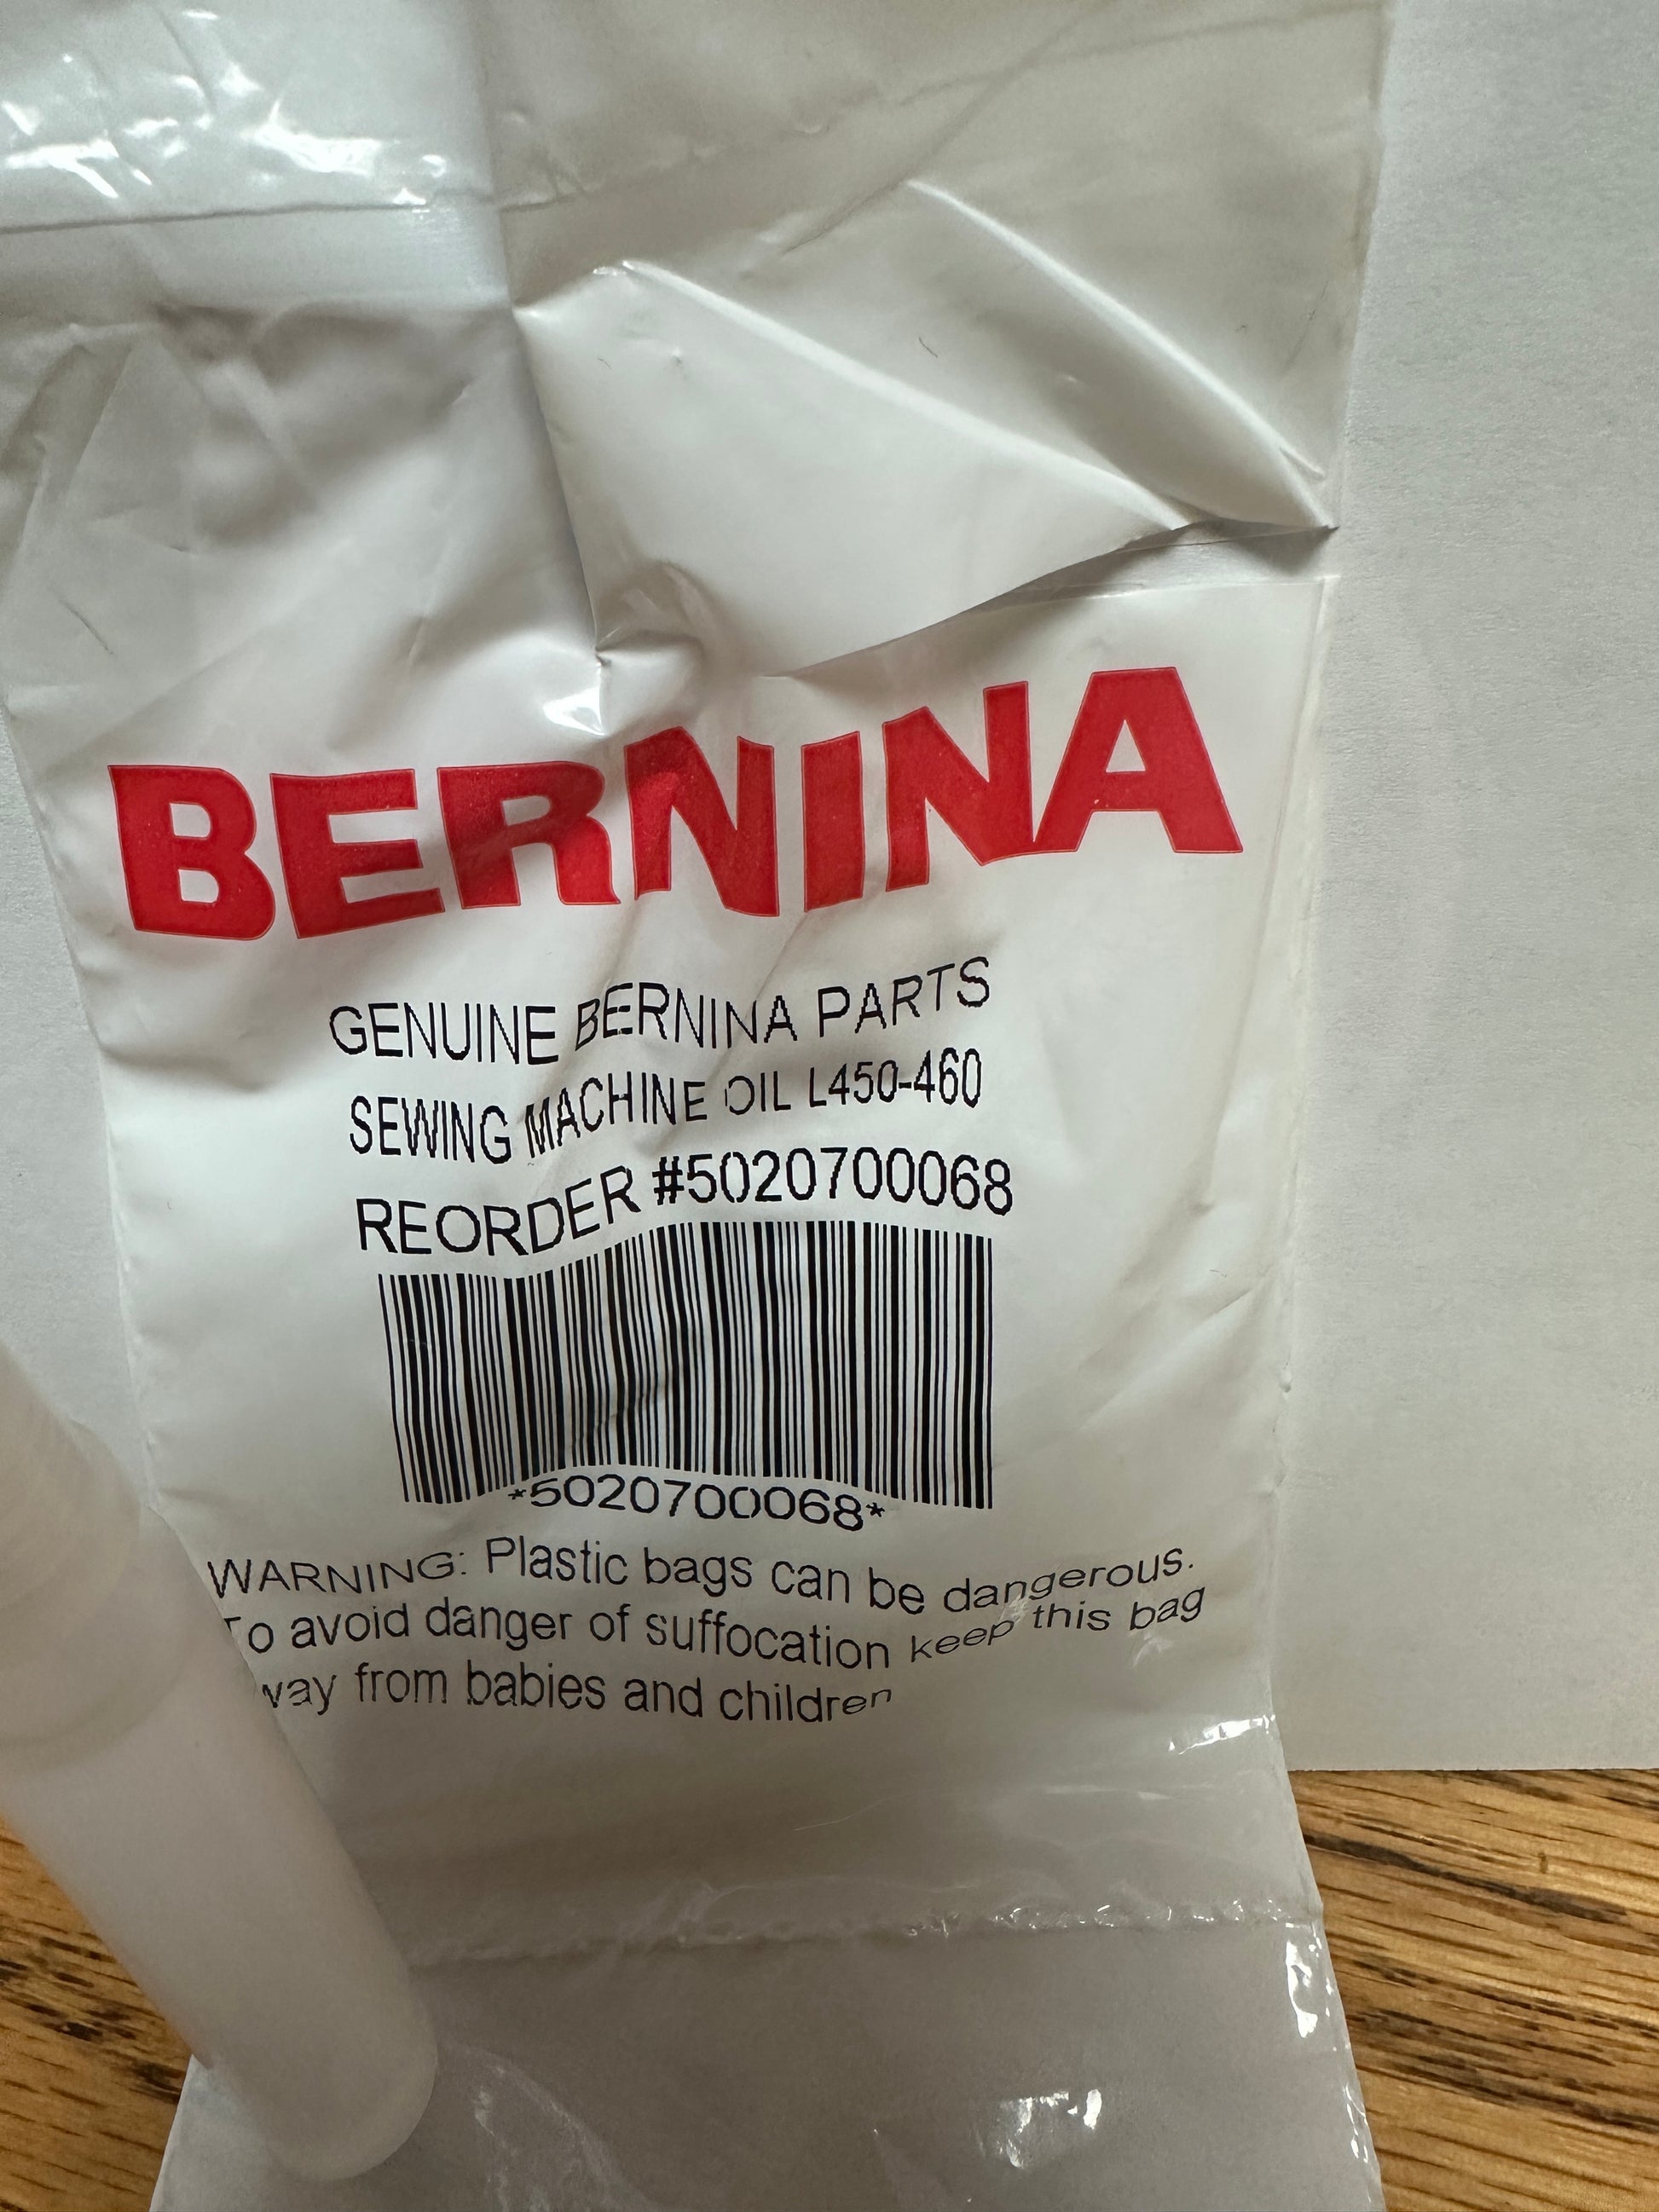 BERNINA
GENUINE BERNINA PARTS
SEWING MACHINE OIL L450-460
REORDER #5020700068
*5020700068*
WARNING: Plastic bags can be dangerous.
To avoid danger of suffocation keep this bag
way from babies and children